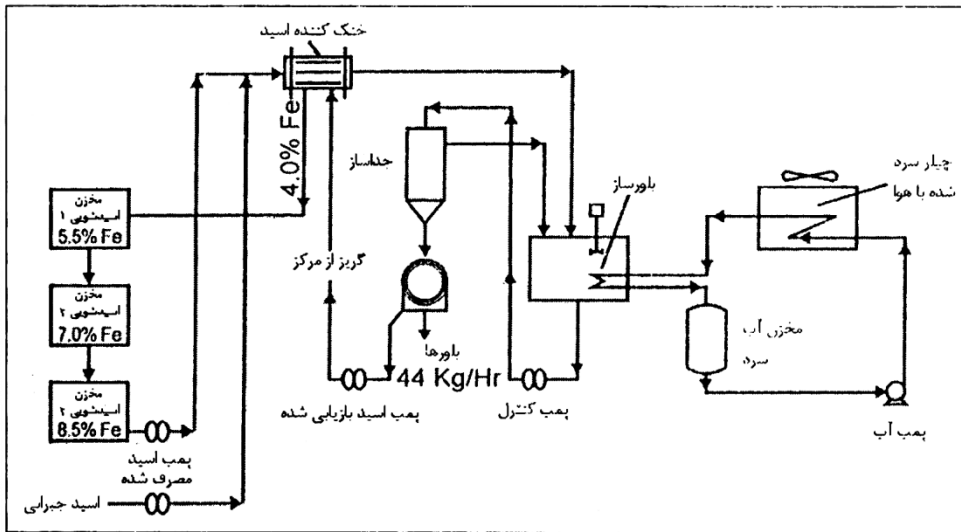 خنک کننده اسید
4.0% Fe
جداساز
چیلر سرد
شده با هوا
بلورساز
مخزن
اسیدشویی ۱
5.5% Fe
گریز از مرکز
مخزن
اسیدشویی ۲
7.0% Fe
مخزن آب
سرد
بلورها
44 Kg/Hr
مخزن
اسیدشویی ۲
8.5% Fe
پمپ اسید بازیابی شده
پمپ کنترل
پمپ آب
پمپ اسید
مصرف شده
اسید جبرانی